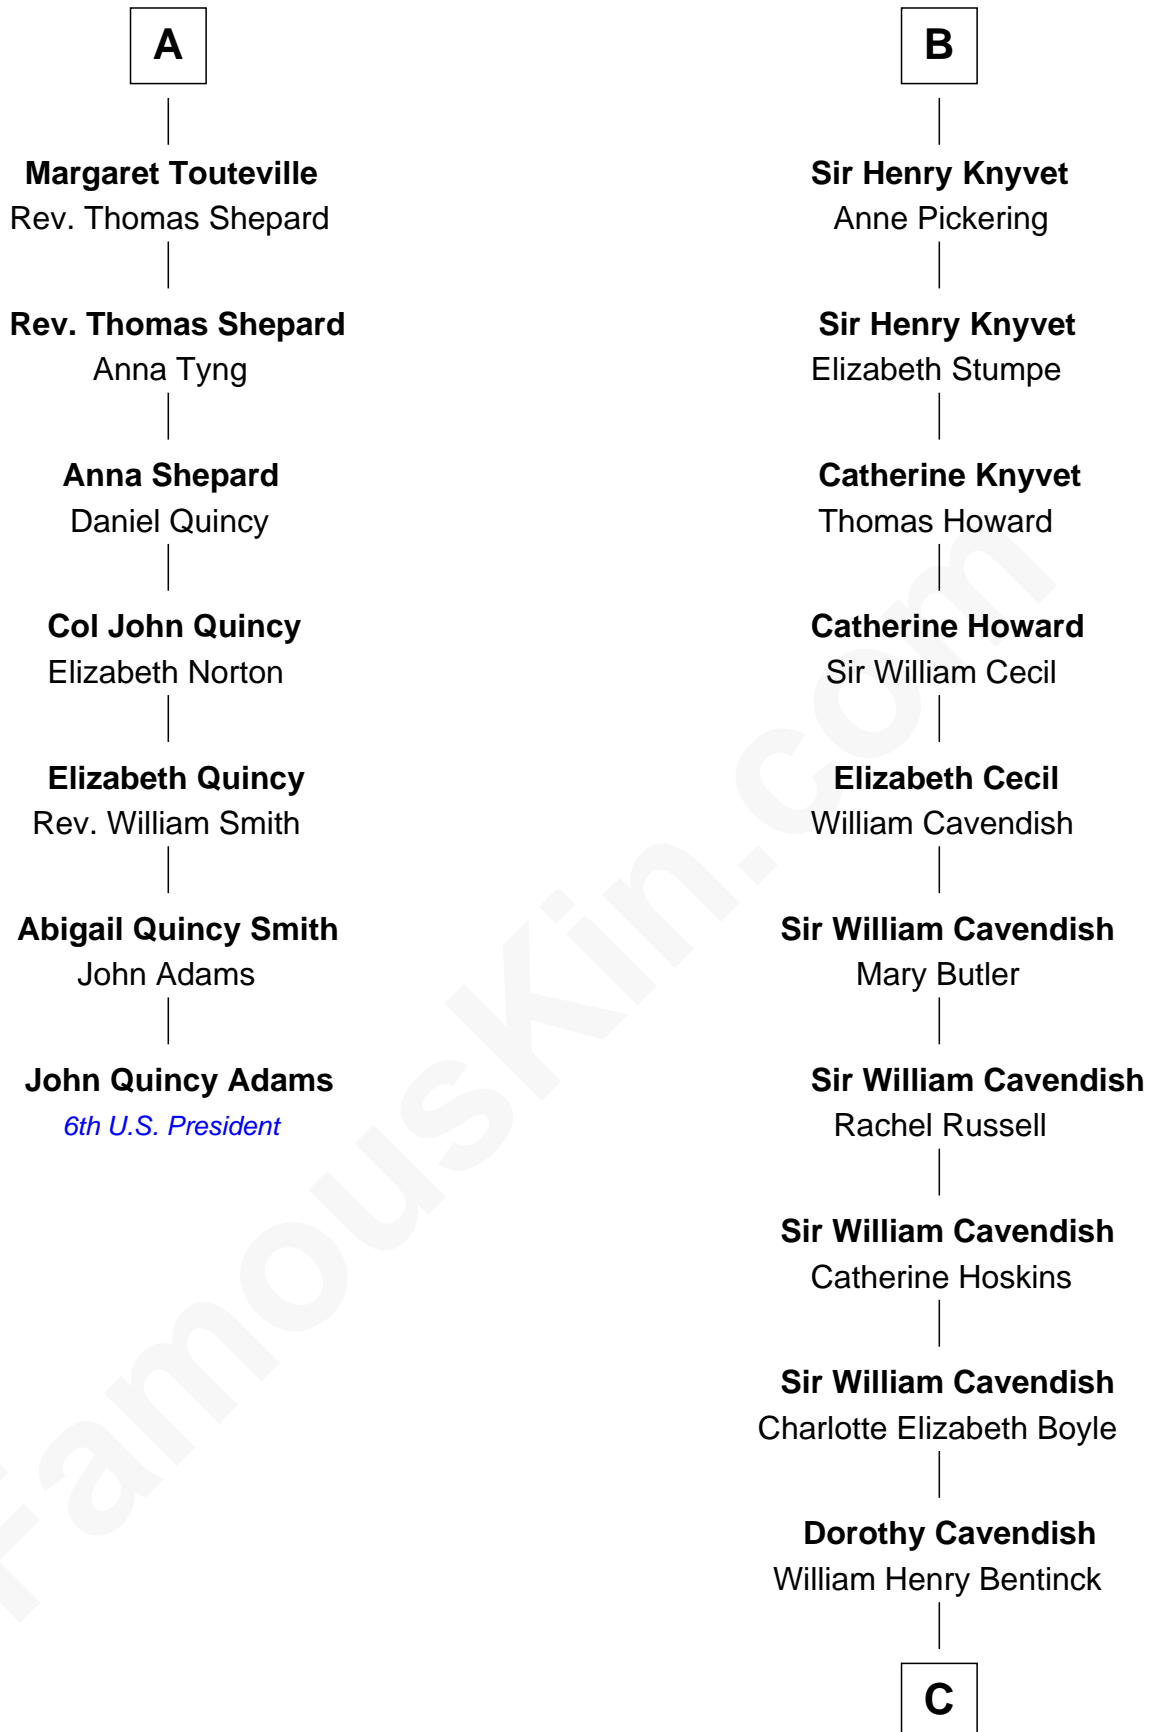 A
Margaret Touteville
Rev. Thomas Shepard
Rev. Thomas Shepard
Anna Tyng
Anna Shepard
Daniel Quincy
Col John Quincy
Elizabeth Norton
Elizabeth Quincy
Rev. William Smith
Abigail Quincy Smith
John Adams
John Quincy Adams
6th U.S. President
B
Sir Henry Knyvet
Anne Pickering
Sir Henry Knyvet
Elizabeth Stumpe
Catherine Knyvet
Thomas Howard
Catherine Howard
Sir William Cecil
Elizabeth Cecil
William Cavendish
Sir William Cavendish
Mary Butler
Sir William Cavendish
Rachel Russell
Sir William Cavendish
Catherine Hoskins
Sir William Cavendish
Charlotte Elizabeth Boyle
Dorothy Cavendish
William Henry Bentinck
C
FamousKin.com